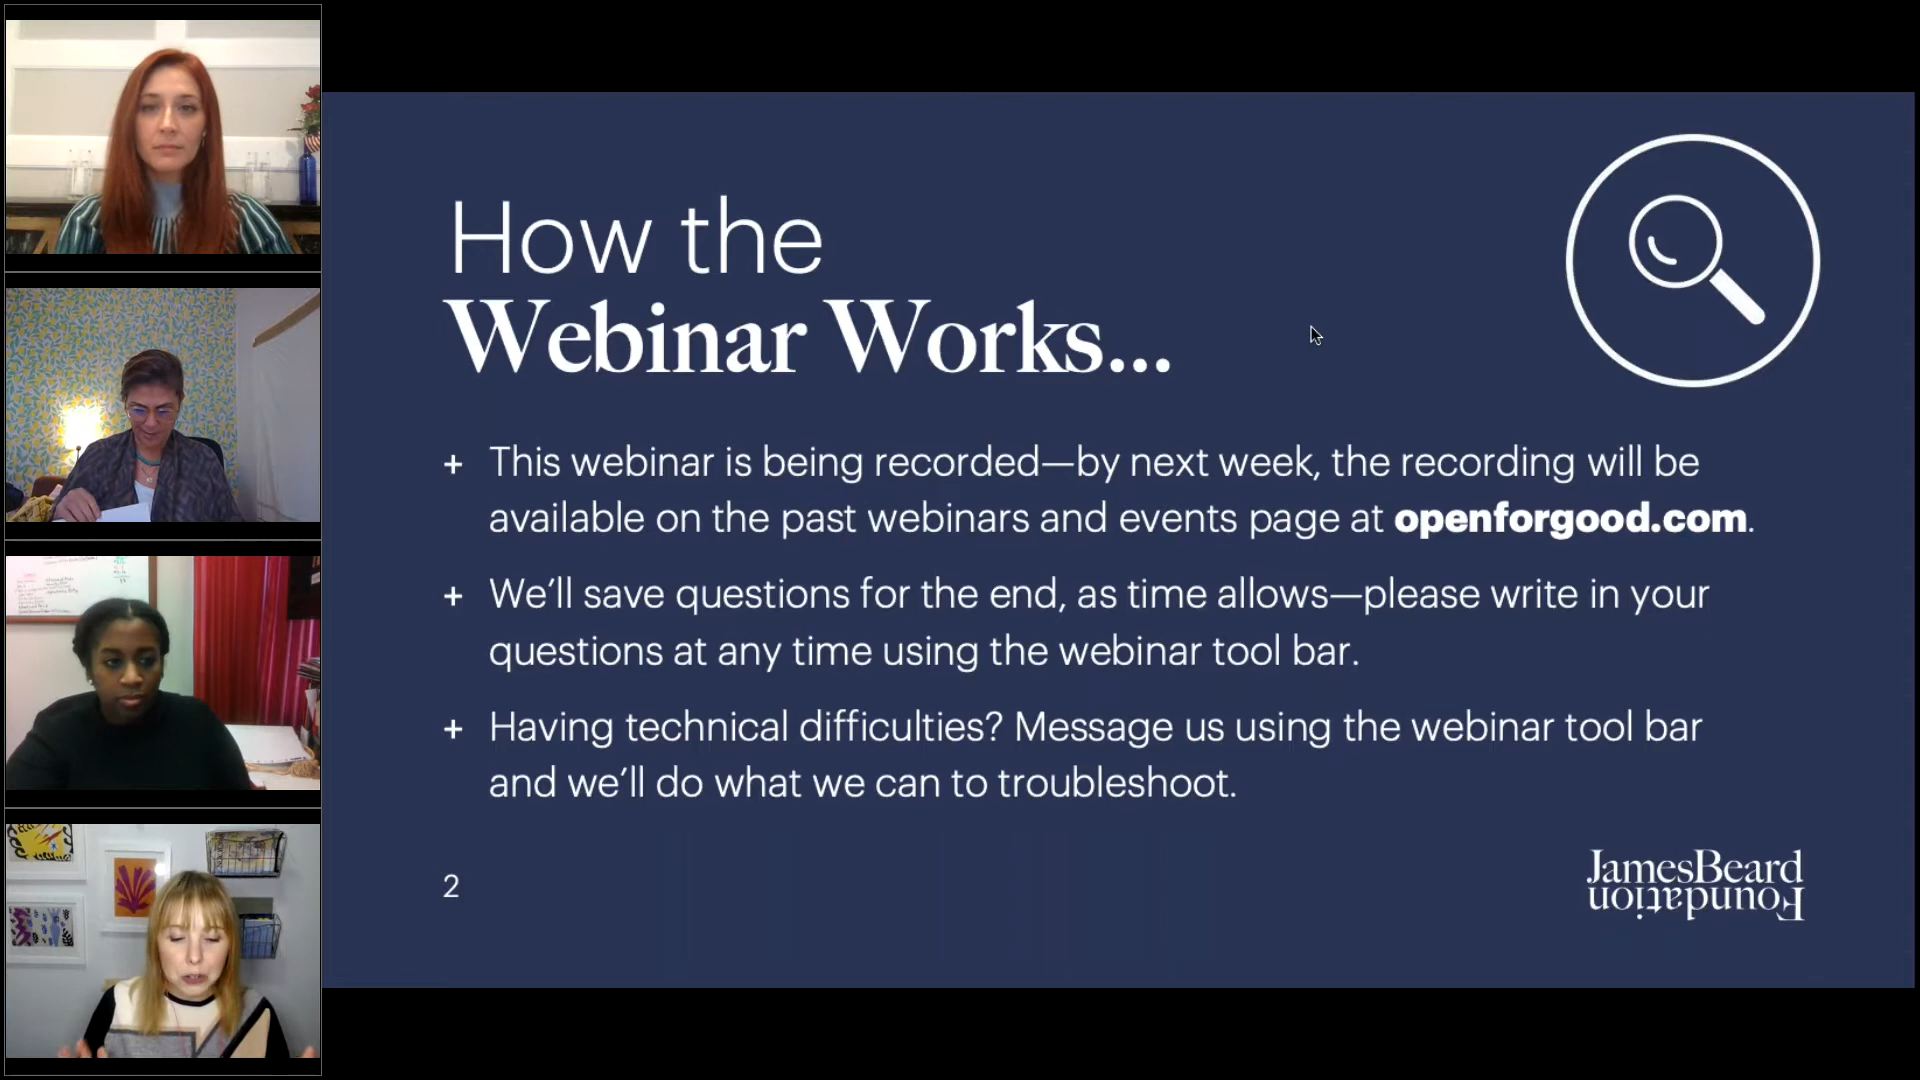 How the
Webinar Works...
+ This webinar is being recorded—by next week, the recording will be
available on the past webinars and events page at openforgood.com.
+ We’ll save questions for the end, as time allows—please write in your
questions at any time using the webinar tool bar.
+ Having technical difficulties? Message us using the webinar tool bar
and we’ll do what we can to troubleshoot.
2
JamesBeard
Foundation